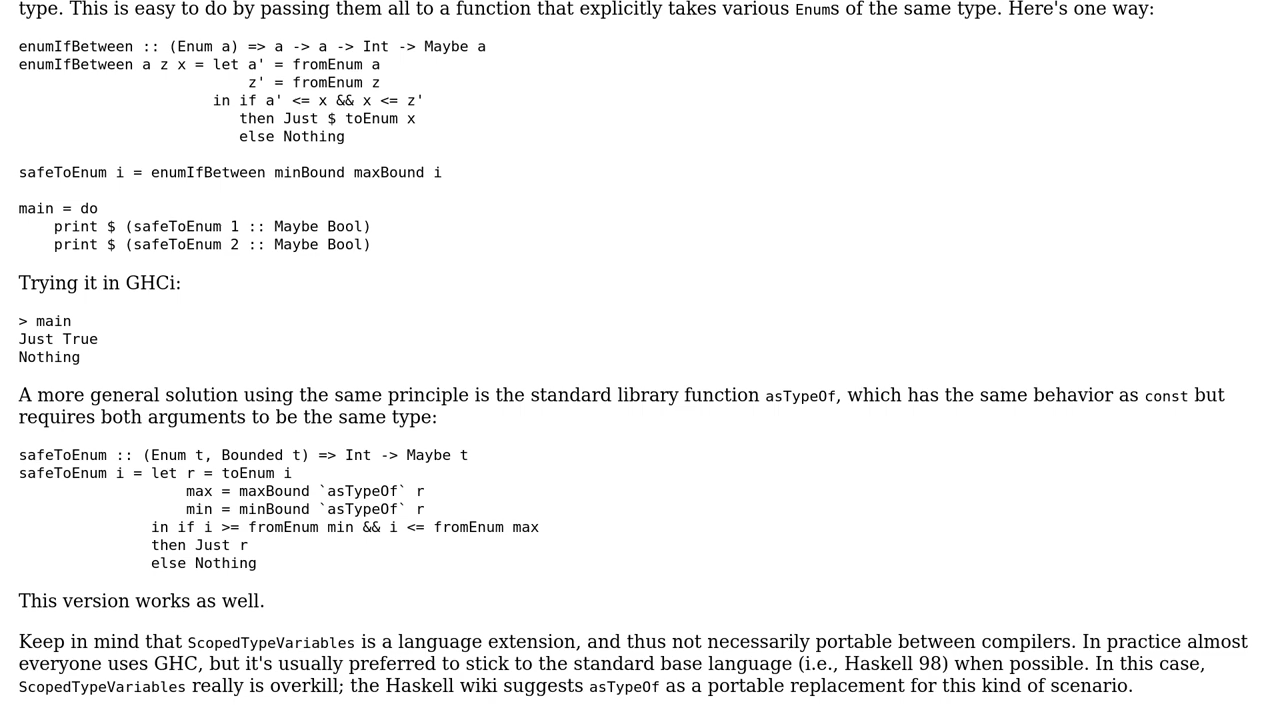 type. This is easy to do by passing them all to a function that explicitly takes various Enums of the same type. Here's one way:
enumIfBetween :: (Enum a) => a -> a -> Int -> Maybe a
enumIfBetween a z x = let a' = fromEnum a
                          z' = fromEnum z
                      in if a' <= x && x <= z'
                         then Just $ toEnum x
                         else Nothing
safeToEnum i = enumIfBetween minBound maxBound i
main = do
    print $ (safeToEnum 1 :: Maybe Bool)
    print $ (safeToEnum 2 :: Maybe Bool)
Trying it in GHCi:
> main
Just True
Nothing
A more general solution using the same principle is the standard library function asTypeOf, which has the same behavior as const but
requires both arguments to be the same type:
safeToEnum :: (Enum t, Bounded t) => Int -> Maybe t
safeToEnum i = let r = toEnum i
                   max = maxBound `asTypeOf` r
                   min = minBound `asTypeOf` r
               in if i >= fromEnum min && i <= fromEnum max
               then Just r
               else Nothing
This version works as well.
Keep in mind that ScopedTypeVariables is a language extension, and thus not necessarily portable between compilers. In practice almost
everyone uses GHC, but it's usually preferred to stick to the standard base language (i.e., Haskell 98) when possible. In this case,
ScopedTypeVariables really is overkill; the Haskell wiki suggests asTypeOf as a portable replacement for this kind of scenario.